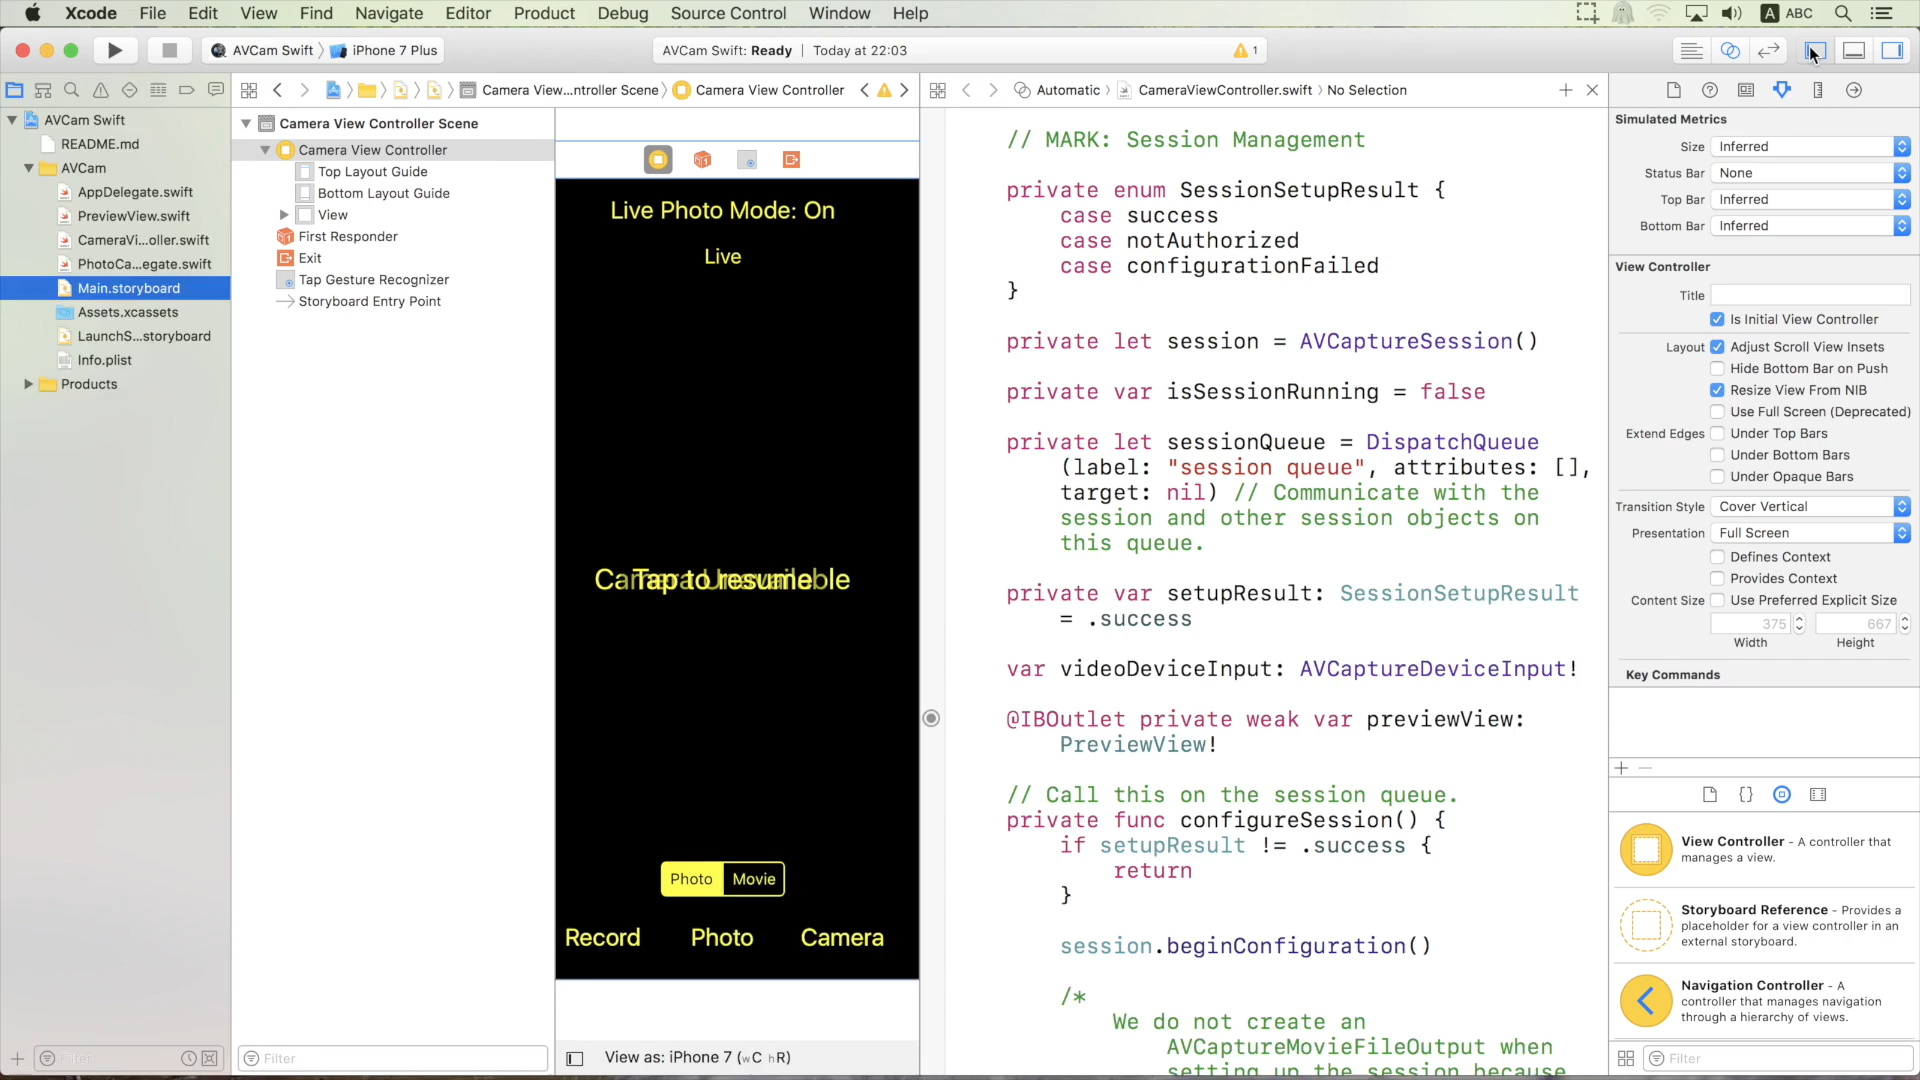 Xcode File Edit View Find Navigate Editor Product Debug Source Control Window Help A ABC
AVCam Swift iPhone 7 Plus AVCam Swift: Ready Today at 22:03 1
Camera View...ntroller Scene Camera View Controller
Automatic CameraViewController.swift No Selection
AVCam Swift
README.md
AVCam
AppDelegate.swift
PreviewView.swift
CameraVi...oller.swift
PhotoCa...egate.swift
Main.storyboard
Assets.xcassets
LaunchS...storyboard
Info.plist
Products
Filter
Camera View Controller Scene
Camera View Controller
Top Layout Guide
Bottom Layout Guide
View
First Responder
Exit
Tap Gesture Recognizer
Storyboard Entry Point
Filter
Live Photo Mode: On
Live
Tap to resume
Photo Movie
Record Photo Camera
View as: iPhone 7 (wC hR)
// MARK: Session Management
private enum SessionSetupResult {
case success
case notAuthorized
case configurationFailed
}
private let session = AVCaptureSession()
private var isSessionRunning = false
private let sessionQueue = DispatchQueue
(label: "session queue", attributes: [],
target: nil) // Communicate with the
session and other session objects on
this queue.
private var setupResult: SessionSetupResult
= .success
var videoDeviceInput: AVCaptureDeviceInput!
@IBOutlet private weak var previewView:
PreviewView!
// Call this on the session queue.
private func configureSession() {
if setupResult != .success {
return
}
session.beginConfiguration()
/*
We do not create an
AVCaptureMovieFileOutput when
setting up the session because
Simulated Metrics
Size Inferred
Status Bar None
Top Bar Inferred
Bottom Bar Inferred
View Controller
Title
Is Initial View Controller
Layout Adjust Scroll View Insets
Hide Bottom Bar on Push
Resize View From NIB
Use Full Screen (Deprecated)
Extend Edges Under Top Bars
Under Bottom Bars
Under Opaque Bars
Transition Style Cover Vertical
Presentation Full Screen
Defines Context
Provides Context
Content Size Use Preferred Explicit Size
375 667
Width Height
Key Commands
View Controller - A controller that
manages a view.
Storyboard Reference - Provides a
placeholder for a view controller in an
external storyboard.
Navigation Controller - A
controller that manages navigation
through a hierarchy of views.
Filter